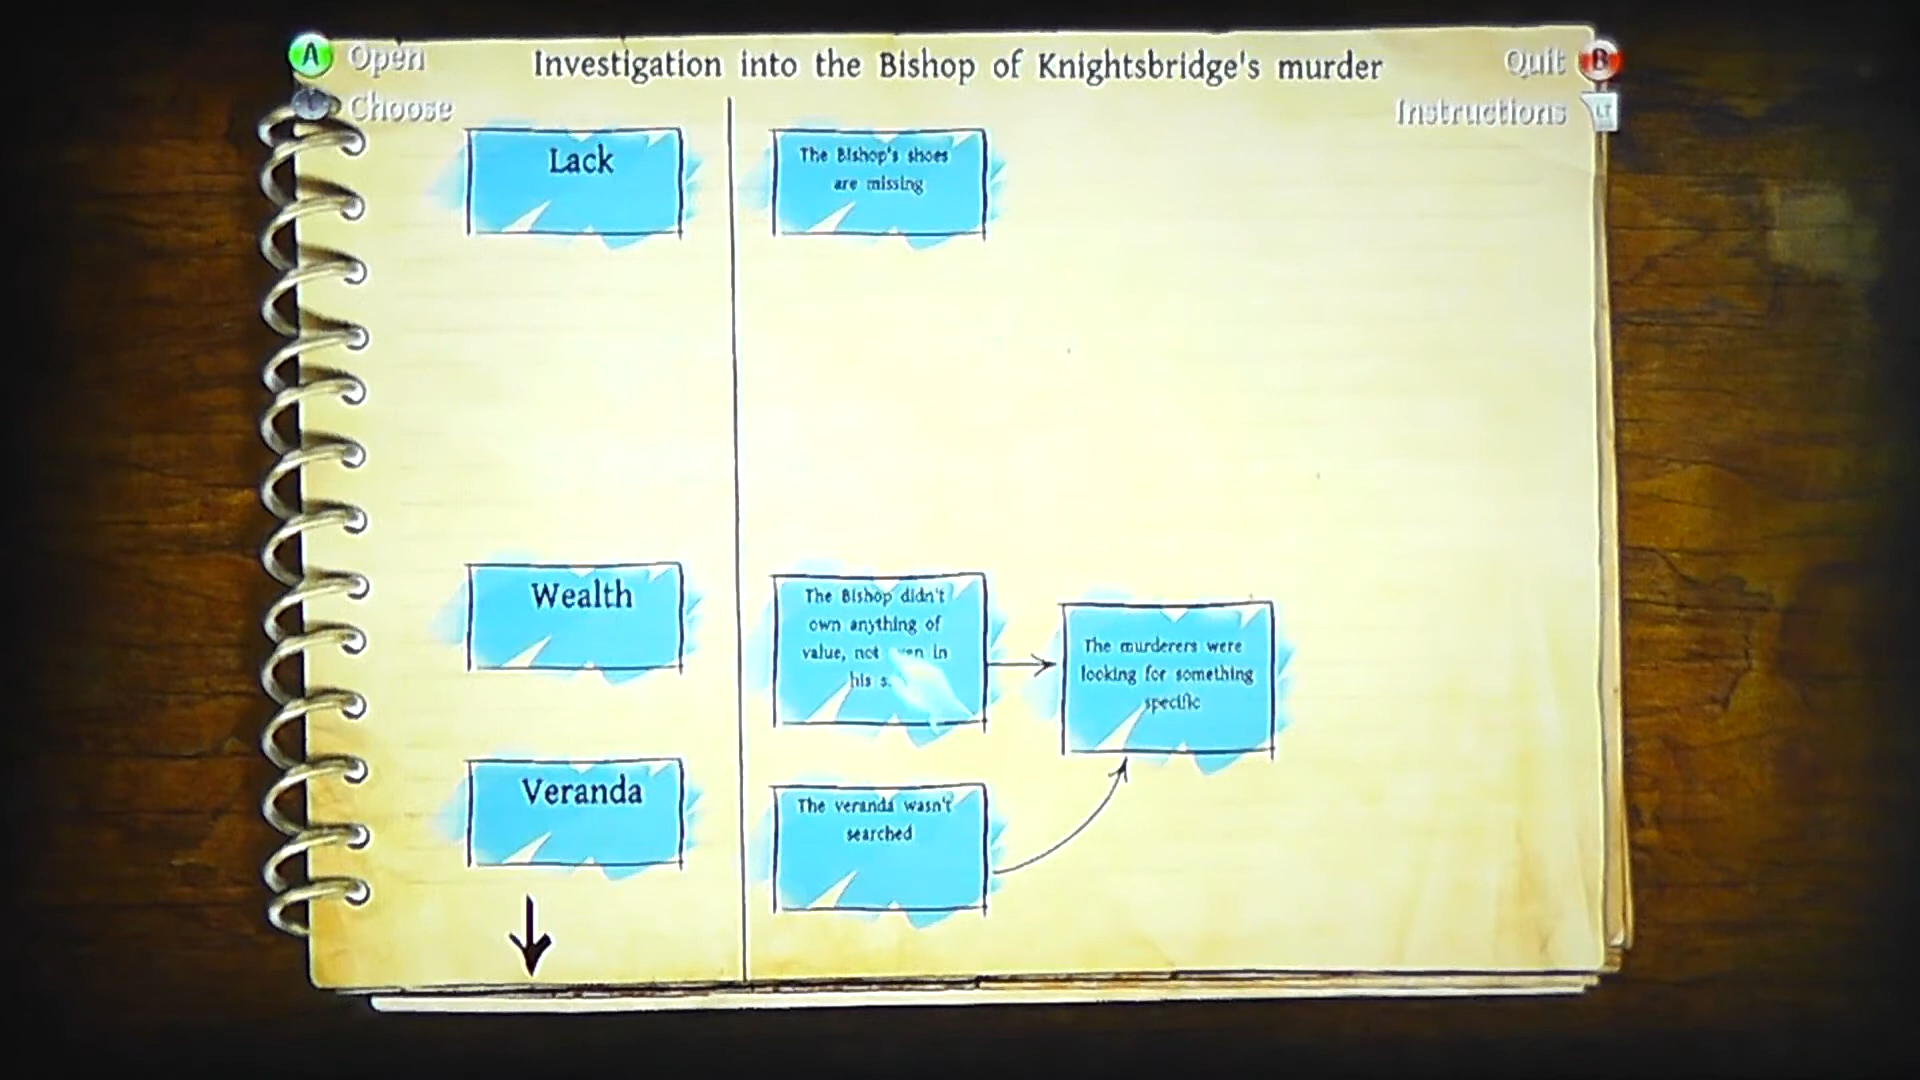 A Open
Investigation into the Bishop of Knightsbridge's murder
Quit B
Choose
Instructions LT
Lack
The Bishop's shoes
are missing
Wealth
The Bishop didn't
own anything of
value, not in
his
The murderers were
looking for something
specific
Veranda
The veranda wasn't
searched